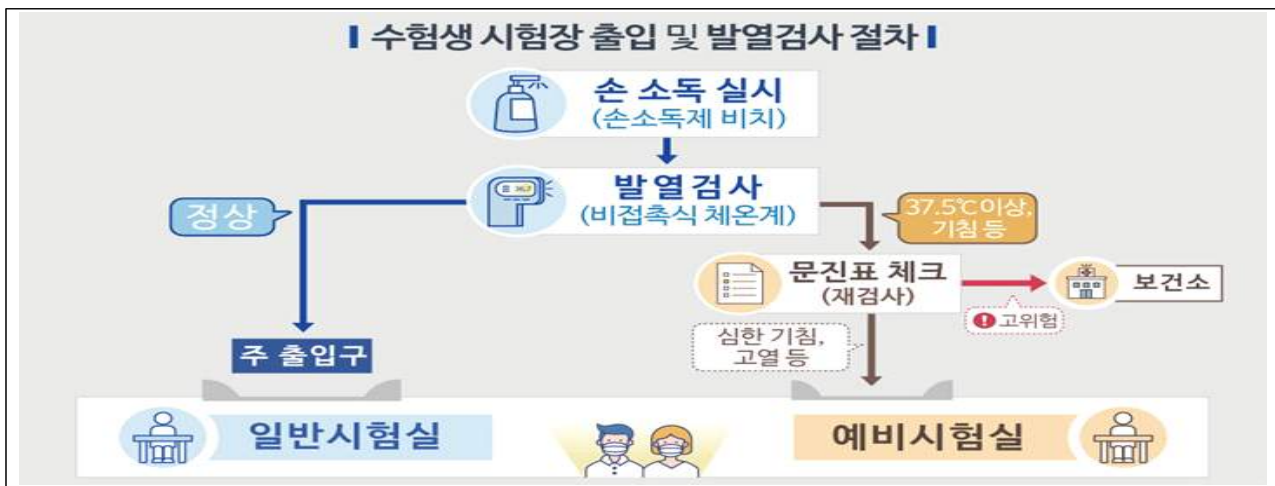 수험생 시험장 출입 및 발열검사 절차
손 소독 실시
(손소독제 비치)
발열검사
(비접촉식 체온계)
정상
37.5℃ 이상,
기침 등
문진표 체크
(재검사)
보건소
고위험
심한 기침,
고열 등
주 출입구
일반시험실
예비시험실